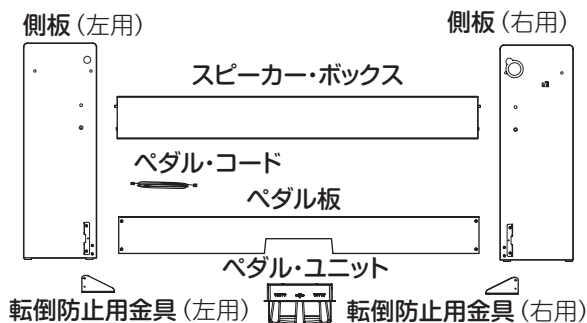 側板（左用）
側板（右用）
スピーカー・ボックス
ペダル・コード
ペダル板
ペダル・ユニット
転倒防止用金具（左用）
転倒防止用金具（右用）